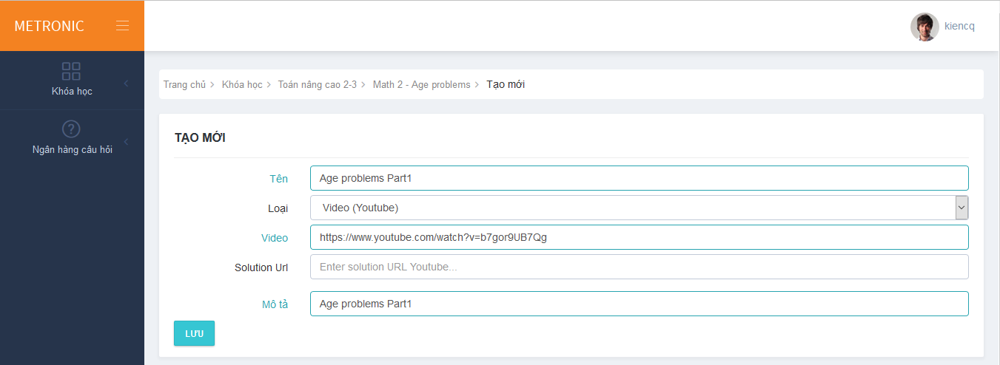 METRONIC
kiencq
Khóa học
Ngân hàng câu hỏi
Trang chủ > Khóa học > Toán nâng cao 2-3 > Math 2 - Age problems > Tạo mới
TẠO MỚI
Tên Age problems Part1
Loại Video (Youtube)
Video https://www.youtube.com/watch?v=b7gor9UB7Qg
Solution Url Enter solution URL Youtube...
Mô tả Age problems Part1
LƯU